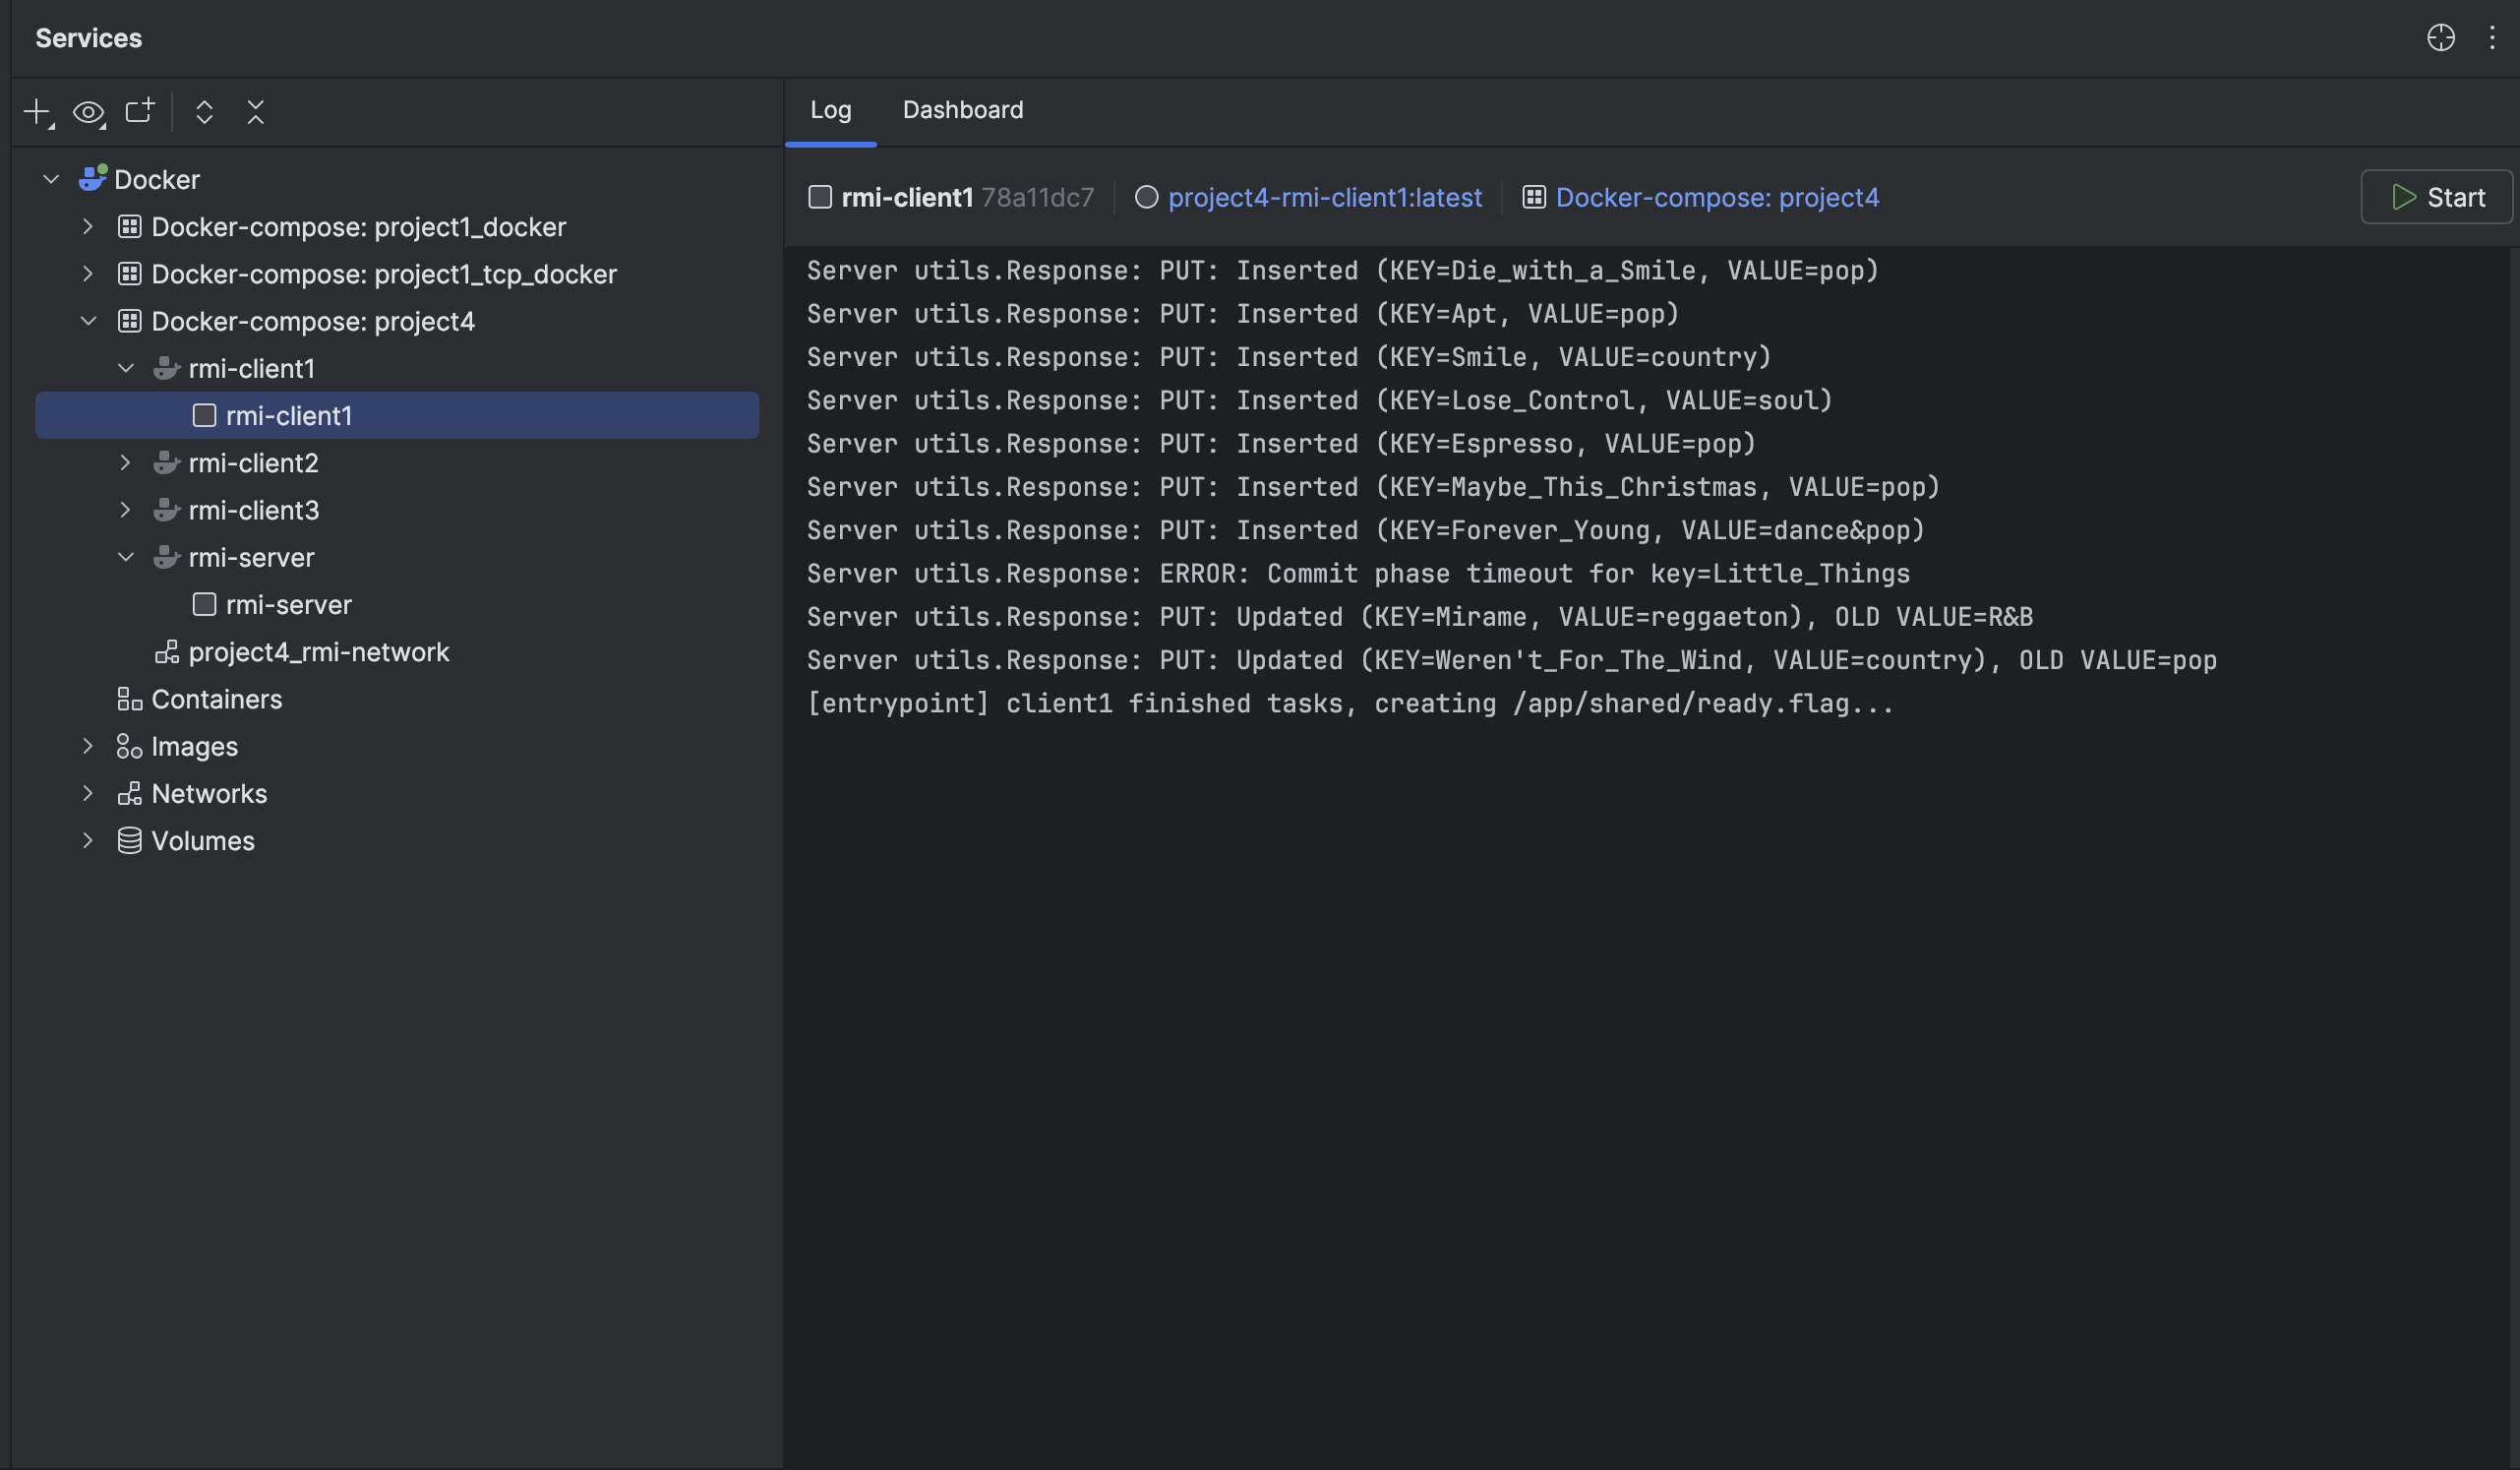 Services
Docker
Docker-compose: project1_docker
Docker-compose: project1_tcp_docker
Docker-compose: project4
rmi-client1
rmi-client1
rmi-client2
rmi-client3
rmi-server
rmi-server
project4_rmi-network
Containers
Images
Networks
Volumes
Log Dashboard
rmi-client1 78a11dc7 project4-rmi-client1:latest Docker-compose: project4 Start
Server utils.Response: PUT: Inserted (KEY=Die_with_a_Smile, VALUE=pop)
Server utils.Response: PUT: Inserted (KEY=Apt, VALUE=pop)
Server utils.Response: PUT: Inserted (KEY=Smile, VALUE=country)
Server utils.Response: PUT: Inserted (KEY=Lose_Control, VALUE=soul)
Server utils.Response: PUT: Inserted (KEY=Espresso, VALUE=pop)
Server utils.Response: PUT: Inserted (KEY=Maybe_This_Christmas, VALUE=pop)
Server utils.Response: PUT: Inserted (KEY=Forever_Young, VALUE=dance&pop)
Server utils.Response: ERROR: Commit phase timeout for key=Little_Things
Server utils.Response: PUT: Updated (KEY=Mirame, VALUE=reggaeton), OLD VALUE=R&B
Server utils.Response: PUT: Updated (KEY=Weren't_For_The_Wind, VALUE=country), OLD VALUE=pop
[entrypoint] client1 finished tasks, creating /app/shared/ready.flag...